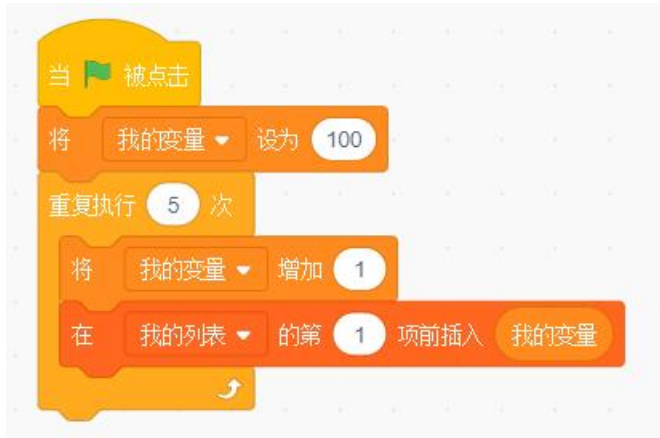 当 被点击
将 我的变量 设为 100
重复执行 5 次
将 我的变量 增加 1
在 我的列表 的第 1 项前插入 我的变量